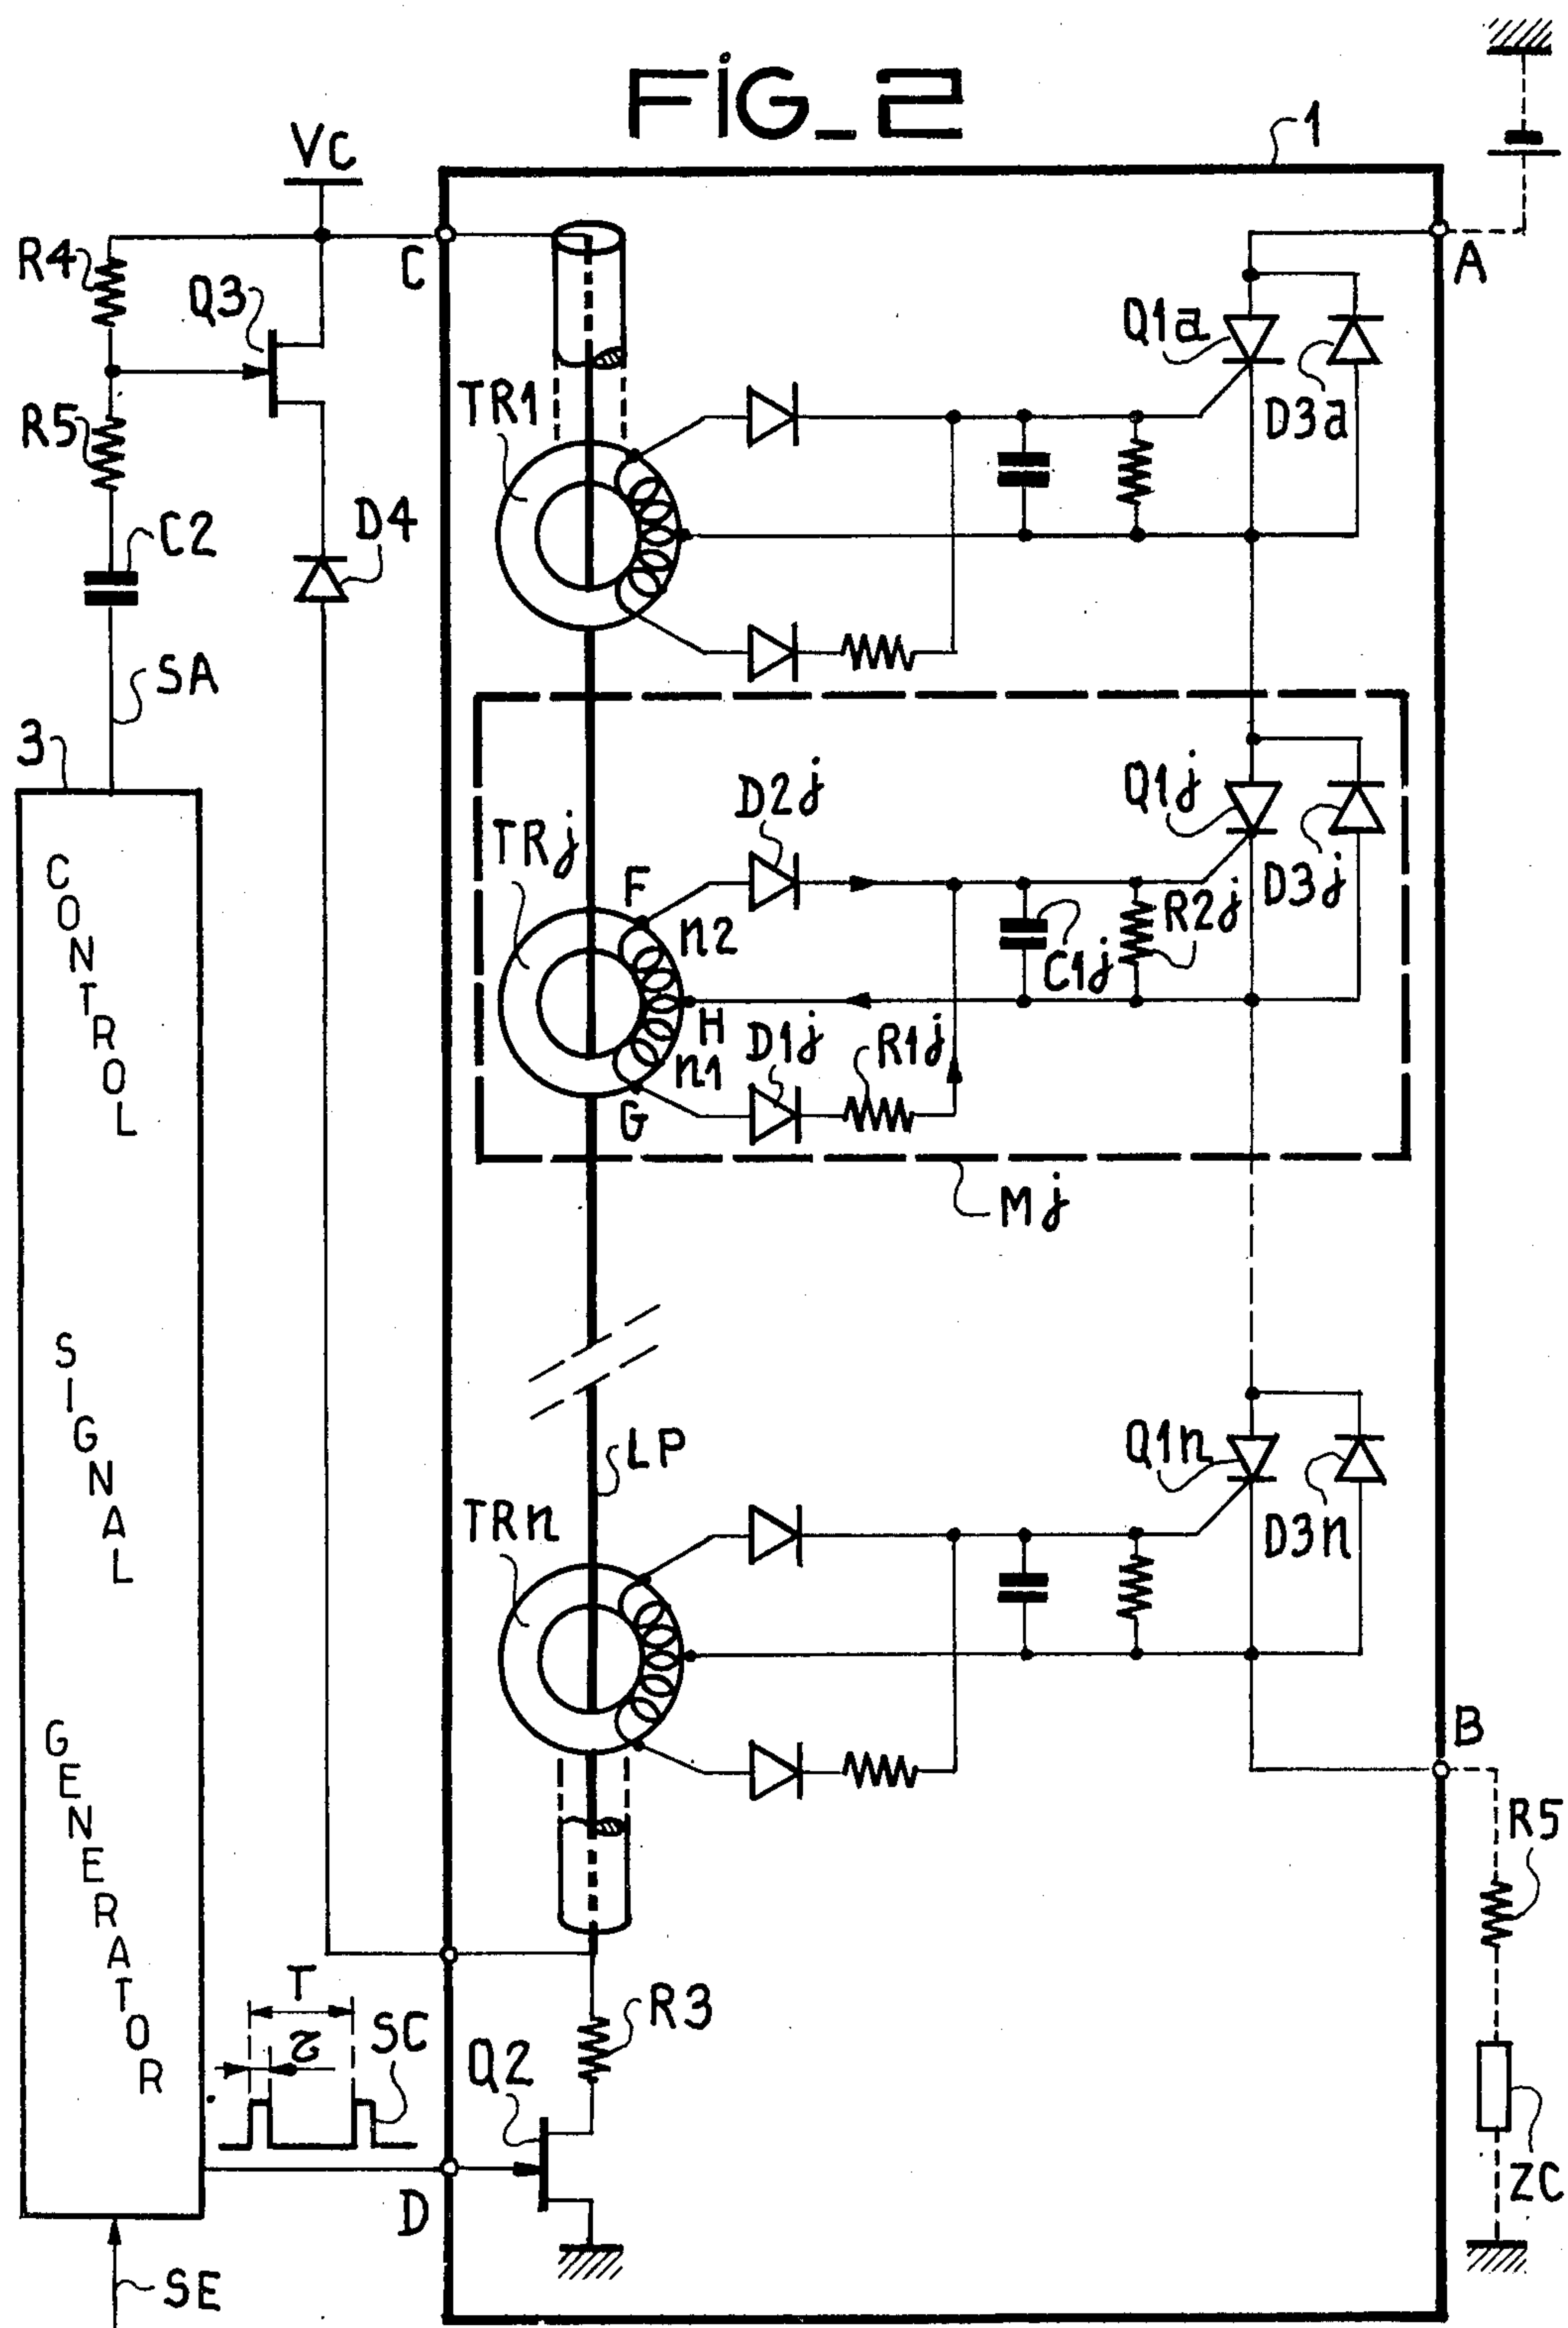 FiG_2
1
VC
R4
C
A
Q3
Q1a
TR1
D3a
R5
D4
C2
SA
3
Q1j
D2j
TRj
F
D3j
n2
R2j
C1j
H
D1j
R1j
n1
G
Mj
CONTROL
SIGNAL
GENERATOR
LP
Q1n
TRn
D3n
B
R5
T
R3
SC
τ
Q2
ZC
D
SE